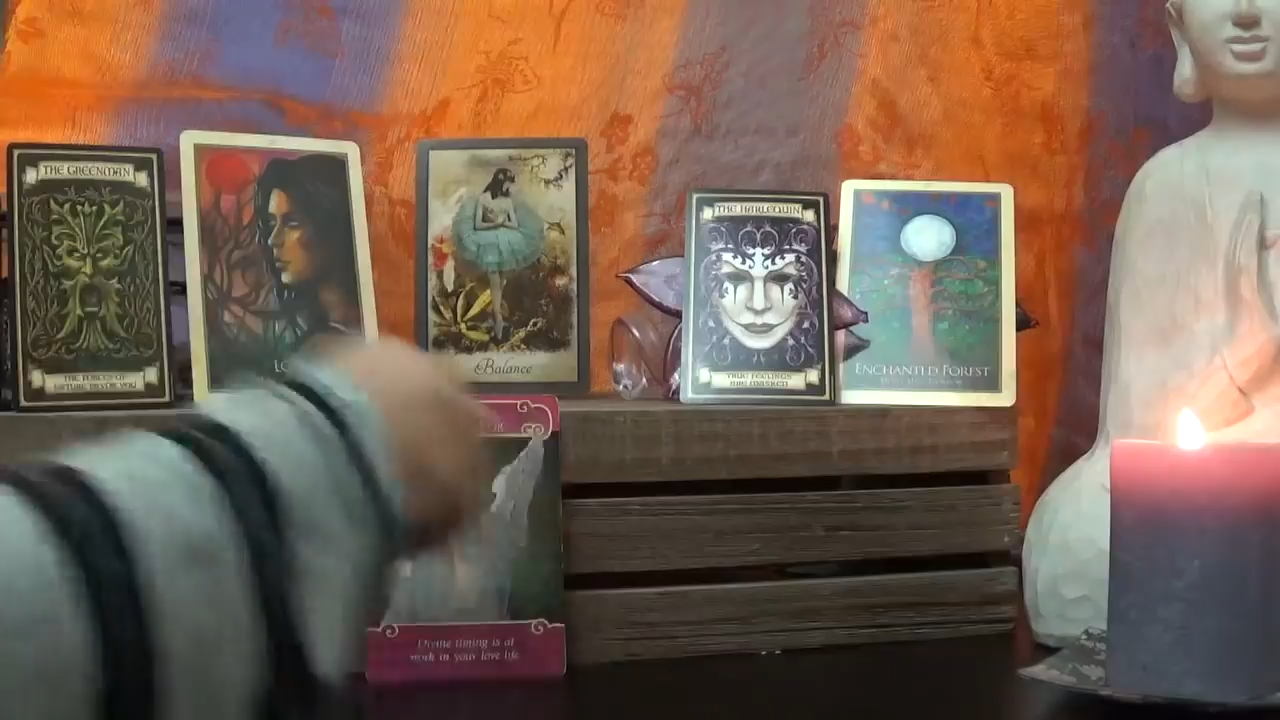 THE GREENMAN
THE FORCES OF
NATURE DEVOUR YOU
Balance
THE HARLEQUIN
TRUE FEELINGS
ARE MASKED
ENCHANTED FOREST
Divine timing is at
work in your love life